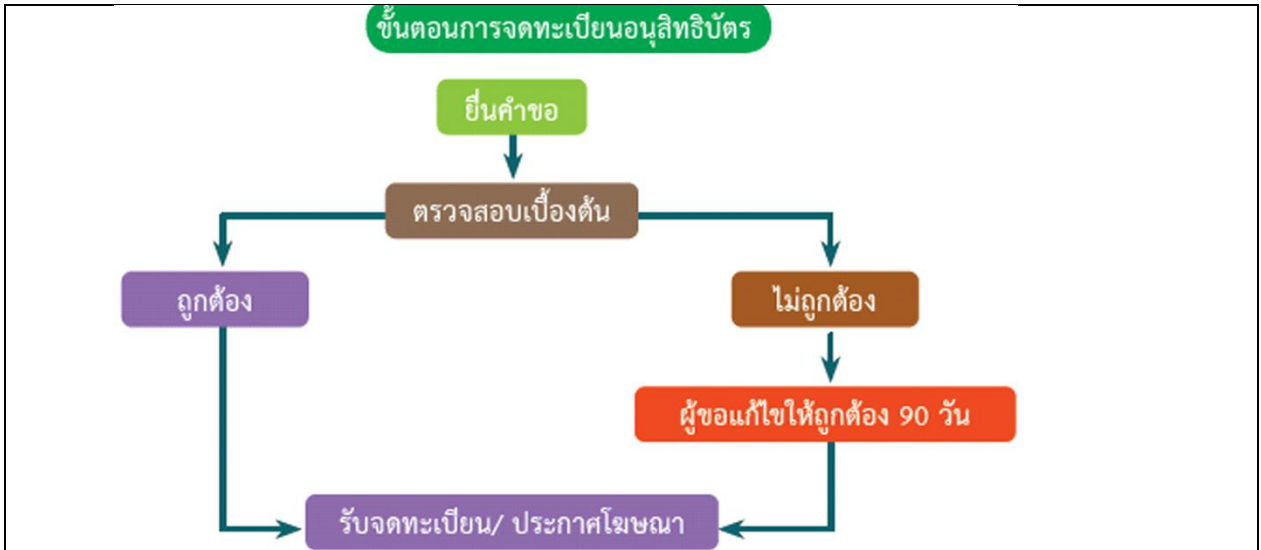 ขั้นตอนการจดทะเบียนอนุสิทธิบัตร
ยื่นคำขอ
ตรวจสอบเบื้องต้น
ถูกต้อง
ไม่ถูกต้อง
ผู้ขอแก้ไขให้ถูกต้อง 90 วัน
รับจดทะเบียน/ ประกาศโฆษณา